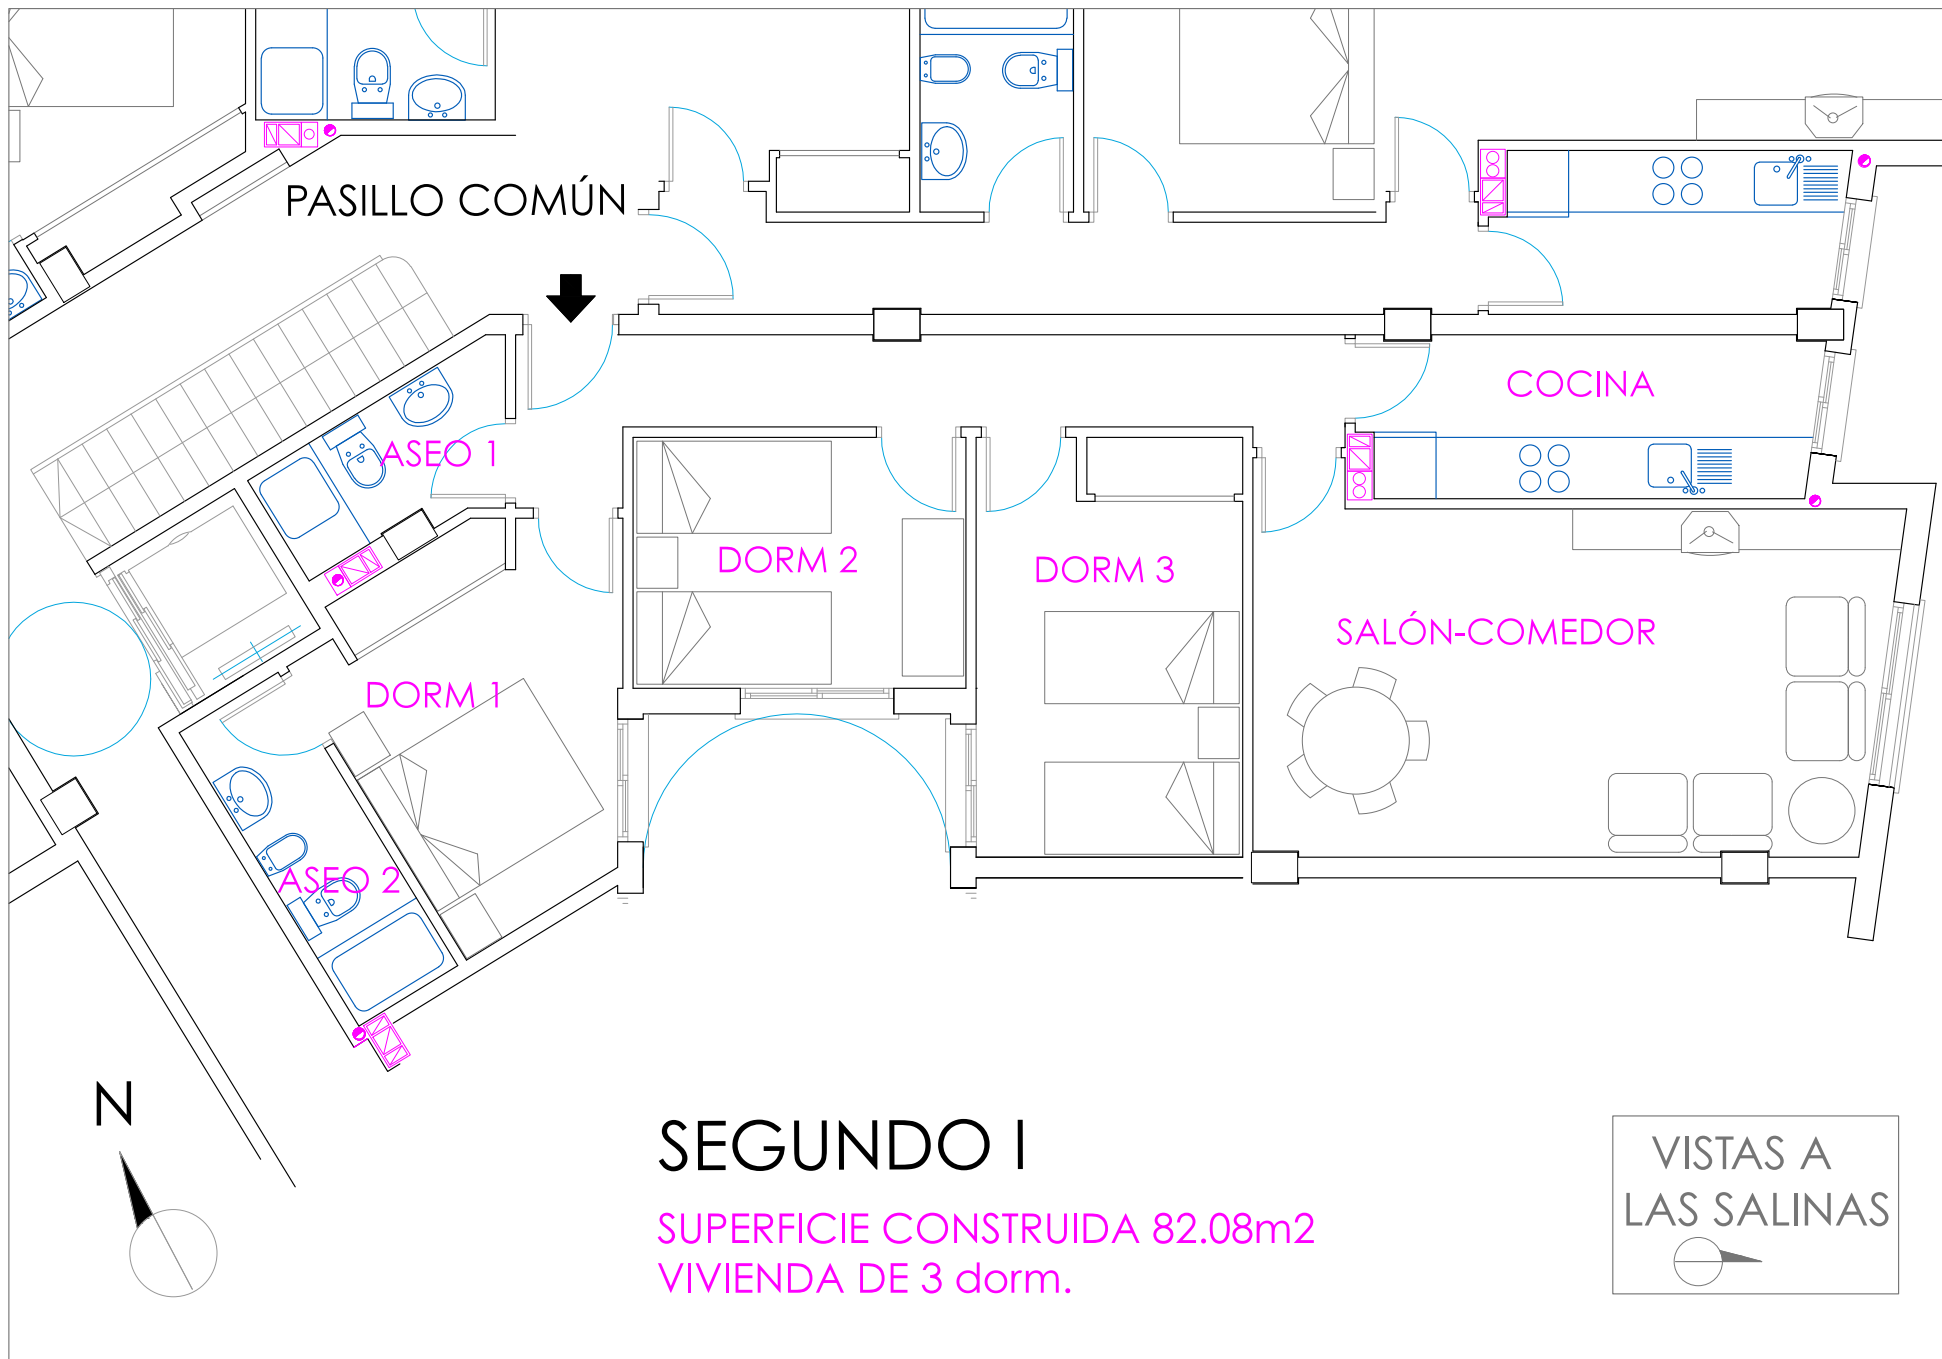 PASILLO COMÚN
COCINA
ASEO 1
DORM 2
DORM 3
SALÓN-COMEDOR
DORM 1
ASEO 2
N
SEGUNDO I
SUPERFICIE CONSTRUIDA 82.08m2
VIVIENDA DE 3 dorm.
VISTAS A
LAS SALINAS